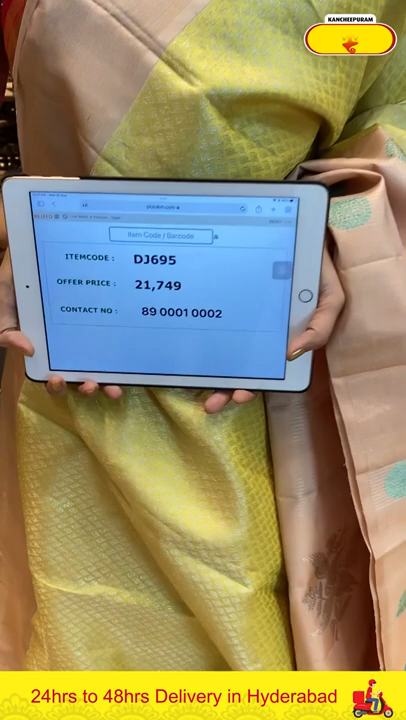 KANCHEEPURAM
Item Code / Barcode
ITEMCODE : DJ695
OFFER PRICE : 21,749
CONTACT NO : 89 0001 0002
24hrs to 48hrs Delivery in Hyderabad